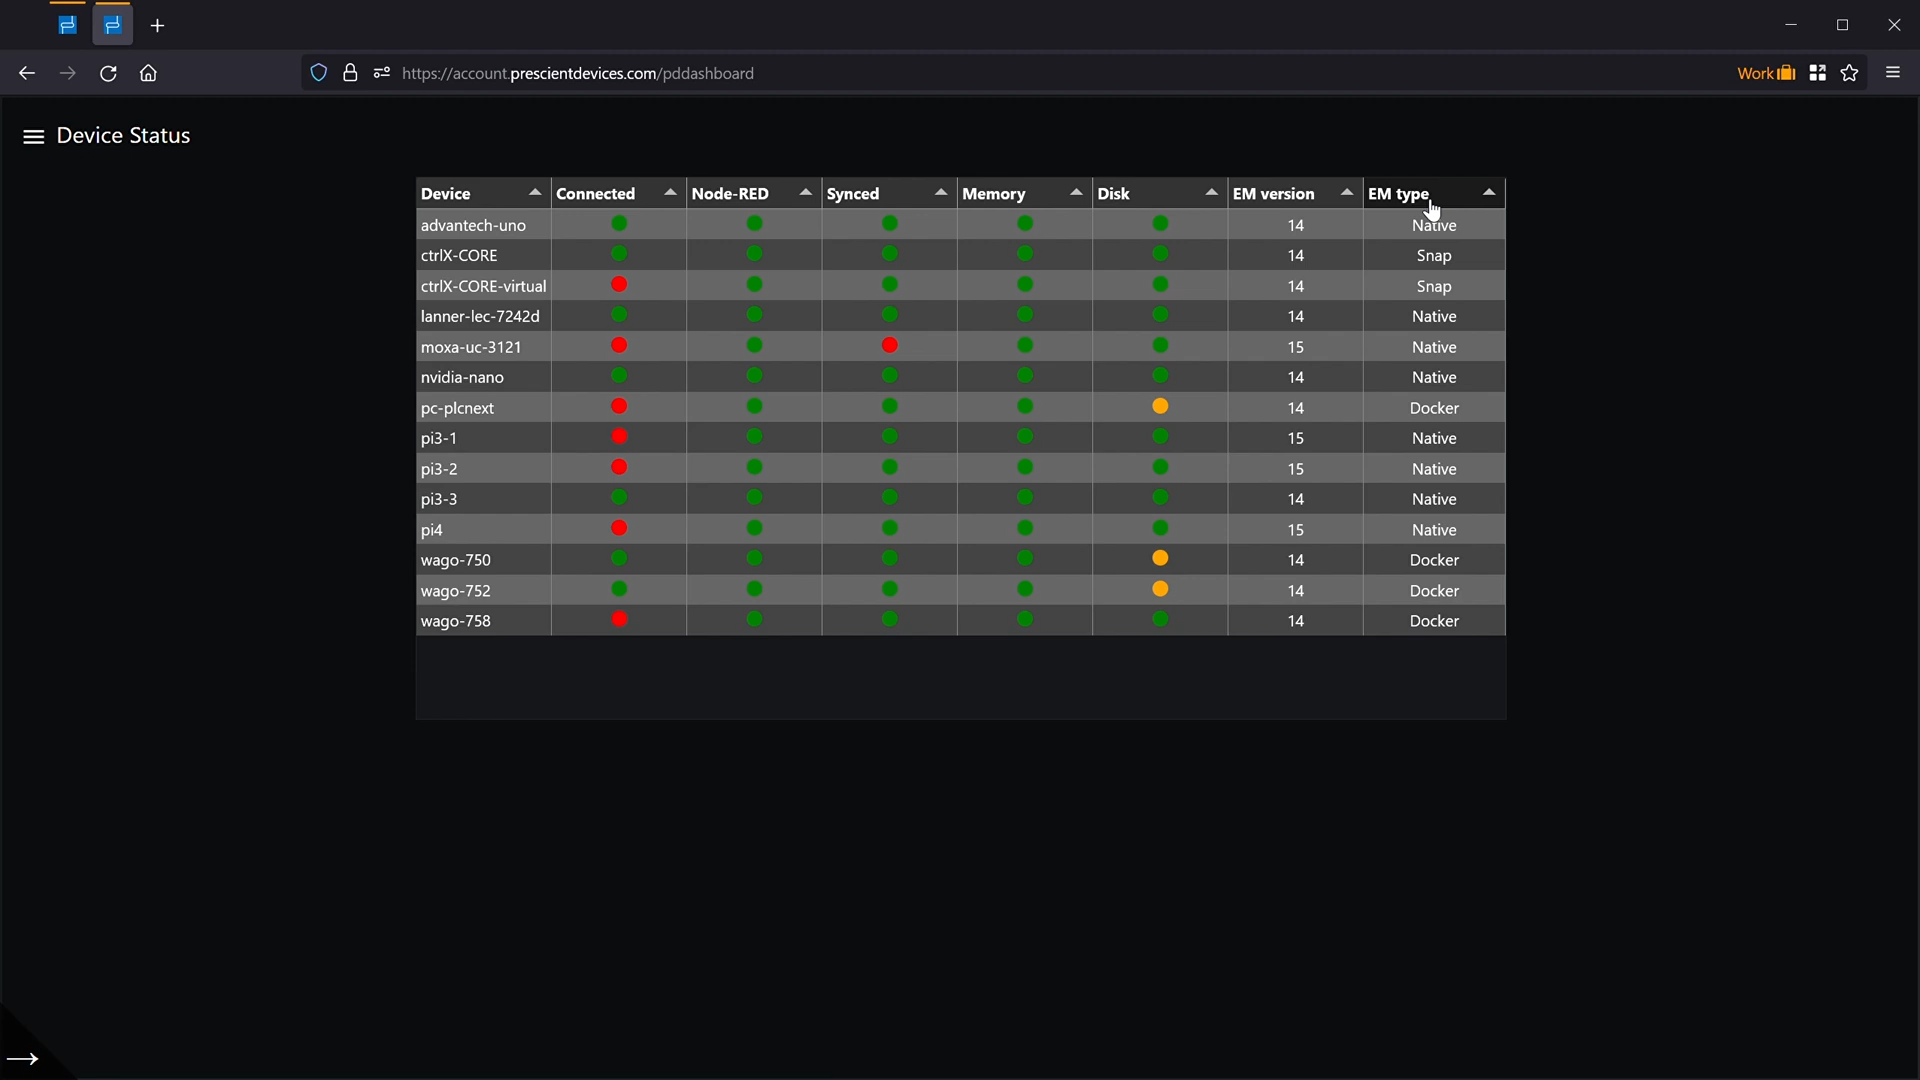 https://account.prescientdevices.com/pddashboard
Work
Device Status
Device Connected Node-RED Synced Memory Disk EM version EM type
advantech-uno 14 Native
ctrlX-CORE 14 Snap
ctrlX-CORE-virtual 14 Snap
lanner-lec-7242d 14 Native
moxa-uc-3121 15 Native
nvidia-nano 14 Native
pc-plcnext 14 Docker
pi3-1 15 Native
pi3-2 15 Native
pi3-3 14 Native
pi4 15 Native
wago-750 14 Docker
wago-752 14 Docker
wago-758 14 Docker